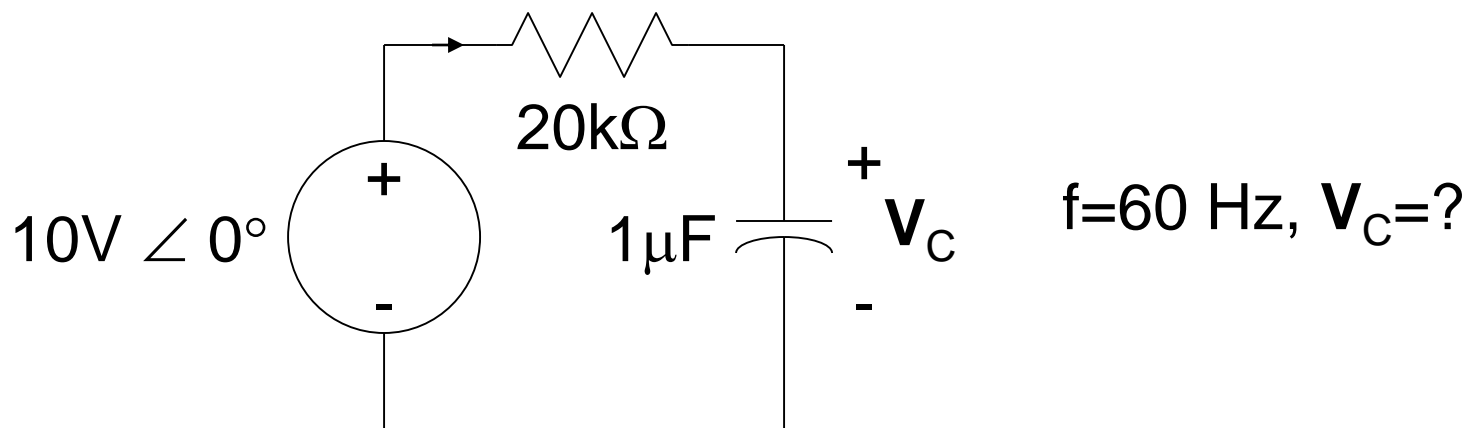 20kΩ
+
+
10V ∠ 0°
1μF
V_C
f=60 Hz, V_C=?
-
-